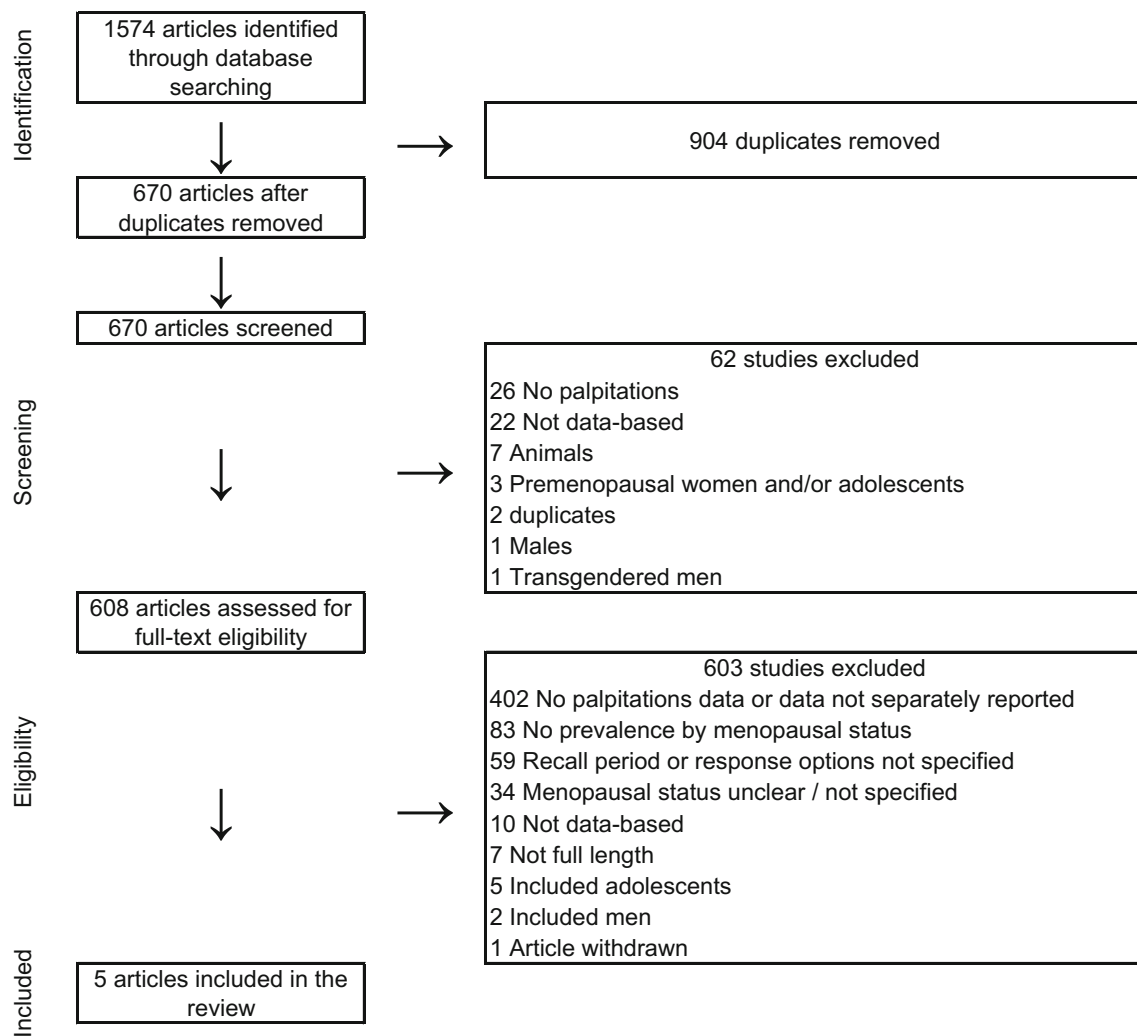 Identification
1574 articles identified
through database
searching
904 duplicates removed
670 articles after
duplicates removed
670 articles screened
Screening
62 studies excluded
26 No palpitations
22 Not data-based
7 Animals
3 Premenopausal women and/or adolescents
2 duplicates
1 Males
1 Transgendered men
608 articles assessed for
full-text eligibility
Eligibility
603 studies excluded
402 No palpitations data or data not separately reported
83 No prevalence by menopausal status
59 Recall period or response options not specified
34 Menopausal status unclear / not specified
10 Not data-based
7 Not full length
5 Included adolescents
2 Included men
1 Article withdrawn
Included
5 articles included in the
review